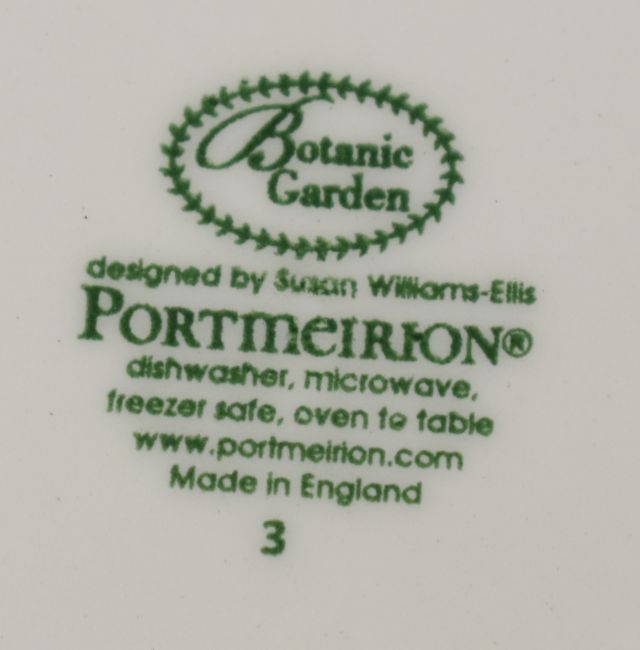 Botanic
Garden
designed by Susan Williams-Ellis
PORTMEIRION®
dishwasher, microwave,
freezer safe, oven to table
www.portmeirion.com
Made in England
3